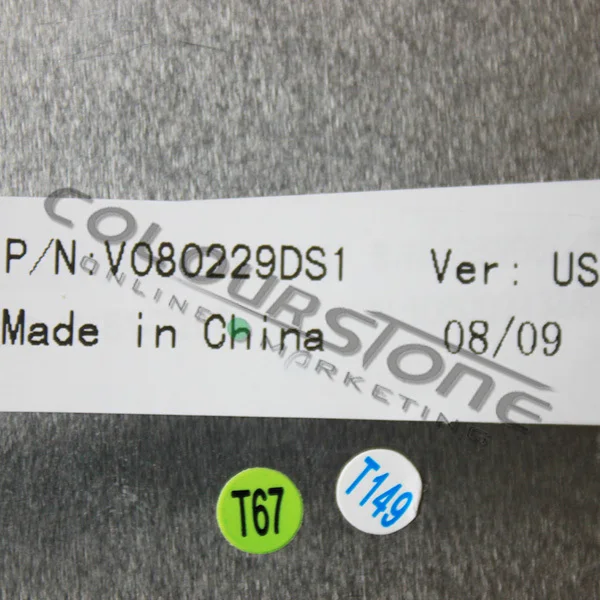 P/N:V080229DS1 Ver: US
Made in China 08/09
COLOURSTONE
ONLINE MARKETING
T67
T149